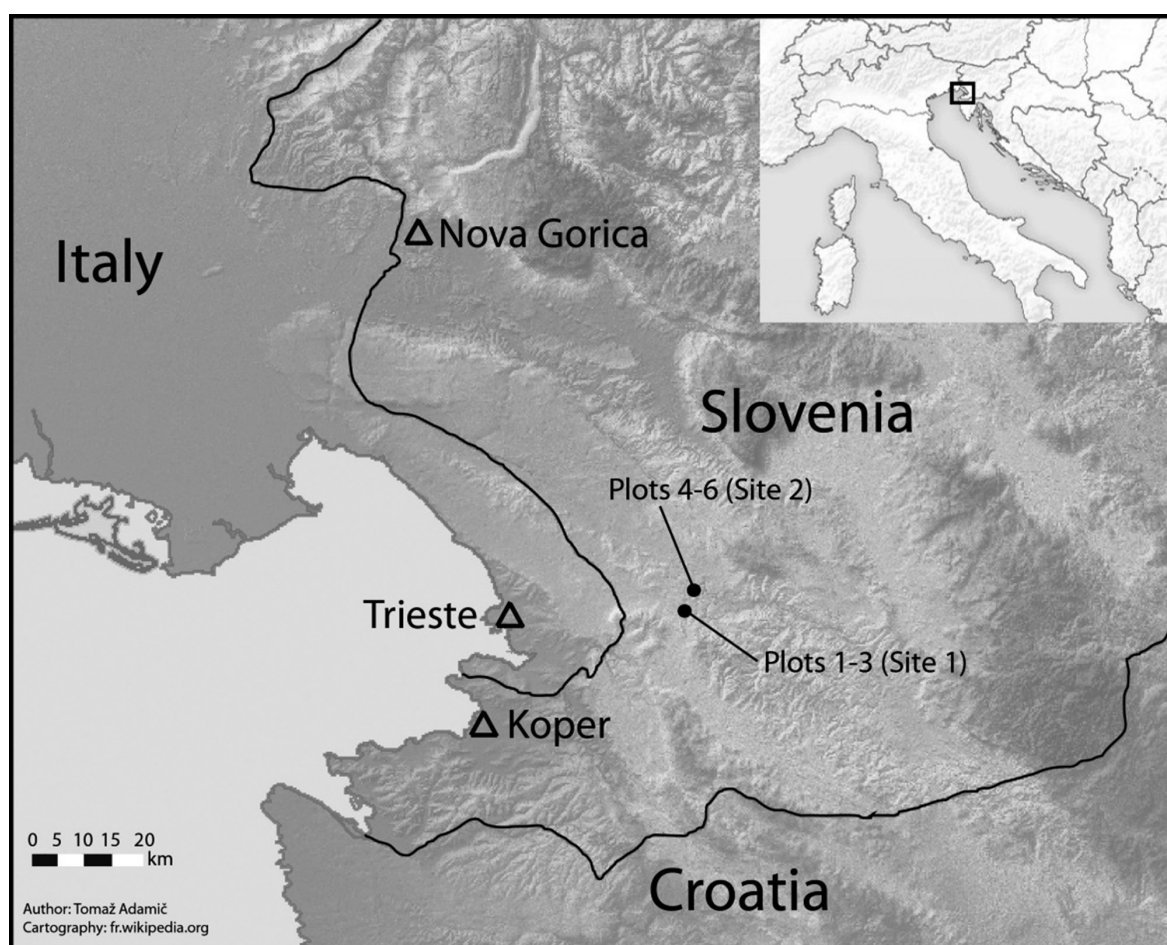 Nova Gorica
Italy
Slovenia
Plots 4-6 (Site 2)
Trieste
Plots 1-3 (Site 1)
Koper
0 5 10 15 20
km
Croatia
Author: Tomaž Adamič
Cartography: fr.wikipedia.org